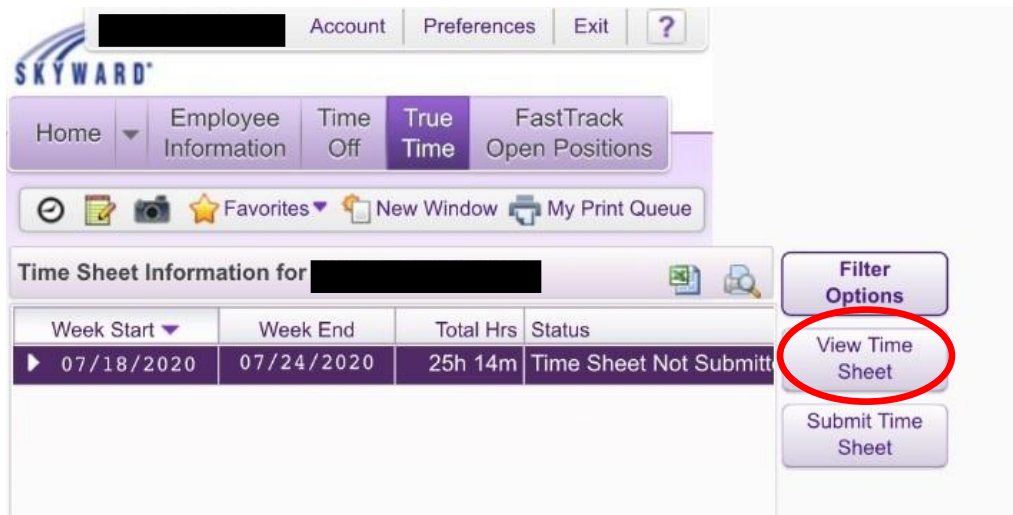 Account Preferences Exit ?
SKYWARD
Home Employee Information Time Off True Time FastTrack Open Positions
Favorites New Window My Print Queue
Time Sheet Information for
Filter Options
Week Start Week End Total Hrs Status
View Time Sheet
07/18/2020 07/24/2020 25h 14m Time Sheet Not Submitt
Submit Time Sheet